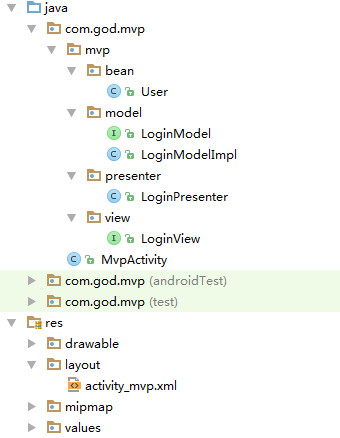 java
com.god.mvp
mvp
bean
C User
model
I LoginModel
C LoginModelImpl
presenter
C LoginPresenter
view
I LoginView
C MvpActivity
com.god.mvp (androidTest)
com.god.mvp (test)
res
drawable
layout
activity_mvp.xml
mipmap
values